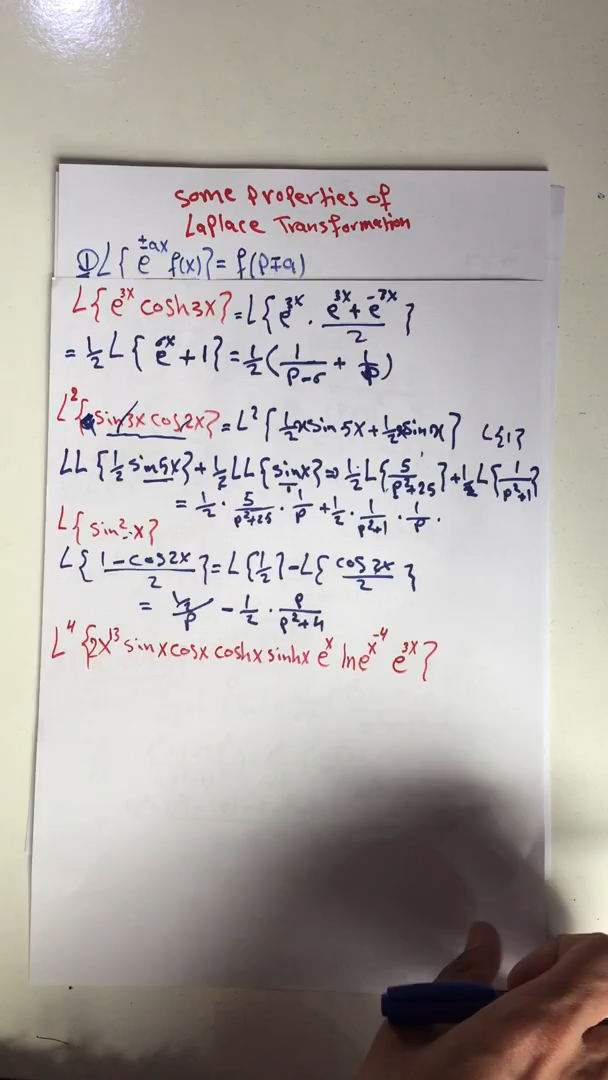 Some Properties of
Laplace Transformation
① L{e^{±ax} f(x)} = f(p∓a)
L{e^{3x} cosh3x} = L{e^{3x} · (e^{3x} + e^{-3x})/2}
= 1/2 L{e^{6x} + 1} = 1/2 (1/(p-6) + 1/p)
L²{sin3x cos2x} = L²{1/2 sin5x + 1/2 sinx} L{1}
LL{1/2 sin5x} + 1/2 LL{sinx} = 1/2 L{5/(p²+25)} + 1/2 L{1/(p²+1)}
= 1/2 · 5/(p²+25) · 1/p + 1/2 · 1/(p²+1) · 1/p.
L{sin²x}
L{(1-cos2x)/2} = L{1/2} - L{cos2x/2}
= (1/2)/p - 1/2 · p/(p²+4)
L⁴{2x^{13} sinx cosx coshx sinhx e^x ln e^{x^{-4}} e^{3x}}